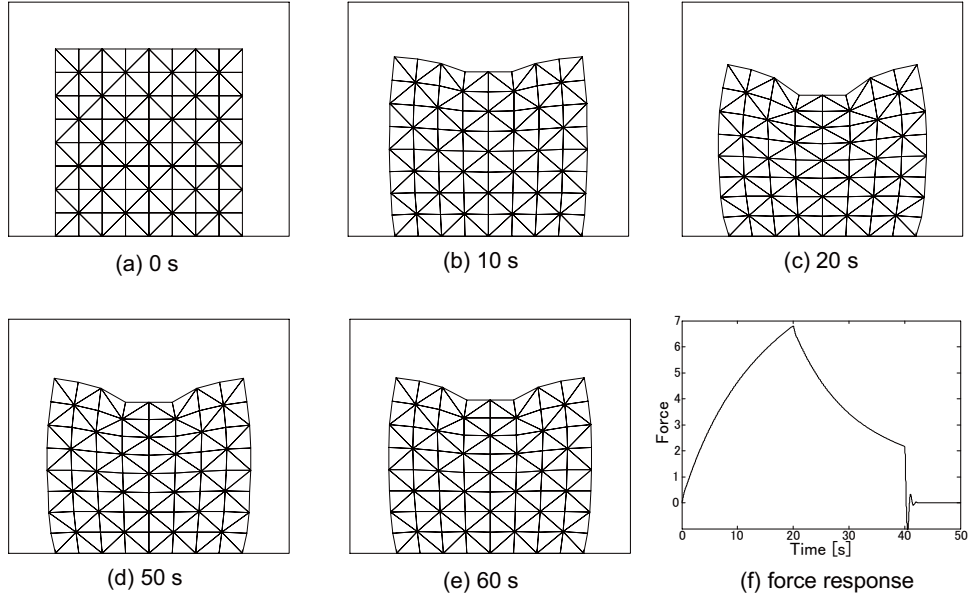 (a) 0 s
(b) 10 s
(c) 20 s
7
6
5
4
3
2
1
0
Force
0 10 20 30 40 50
Time [s]
(d) 50 s
(e) 60 s
(f) force response